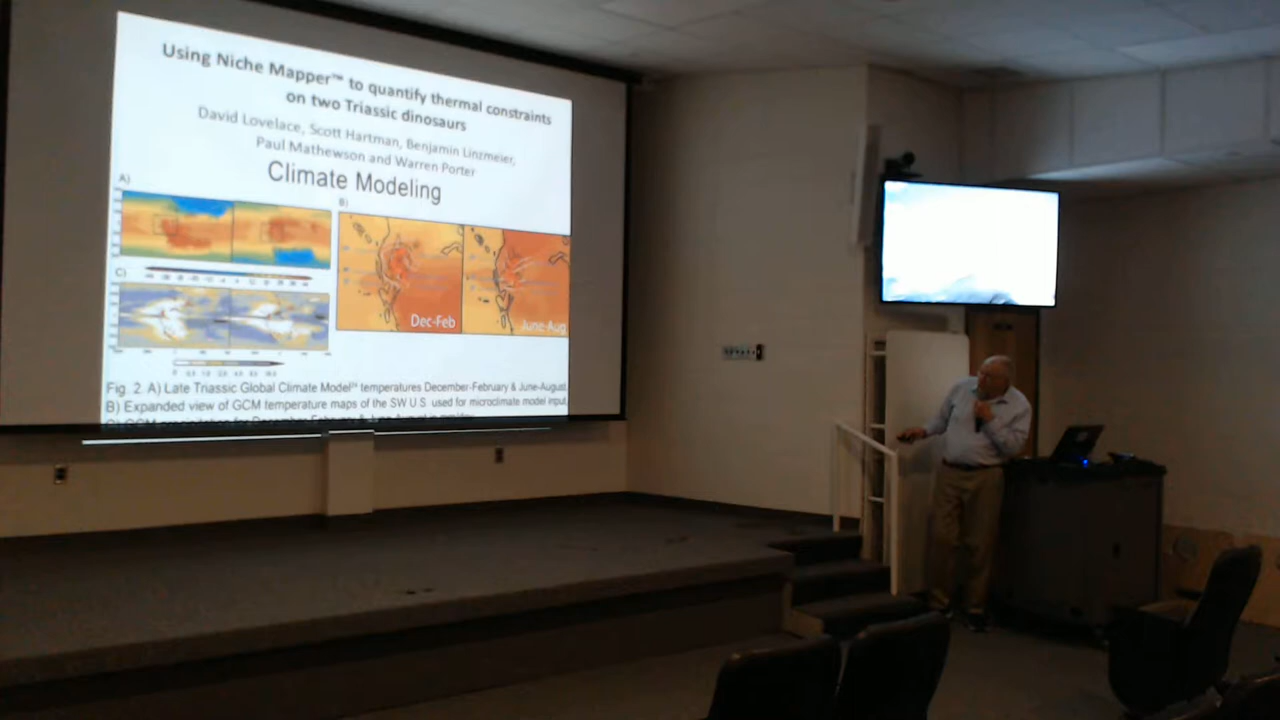 Using Niche Mapper™ to quantify thermal constraints
on two Triassic dinosaurs
David Lovelace, Scott Hartman, Benjamin Linzmeier,
Paul Mathewson and Warren Porter
Climate Modeling
A)
B)
C)
Dec-Feb
June-Aug
Fig. 2. A) Late Triassic Global Climate Model temperatures December-February & June-August.
B) Expanded view of GCM temperature maps of the SW U.S. used for microclimate model input,